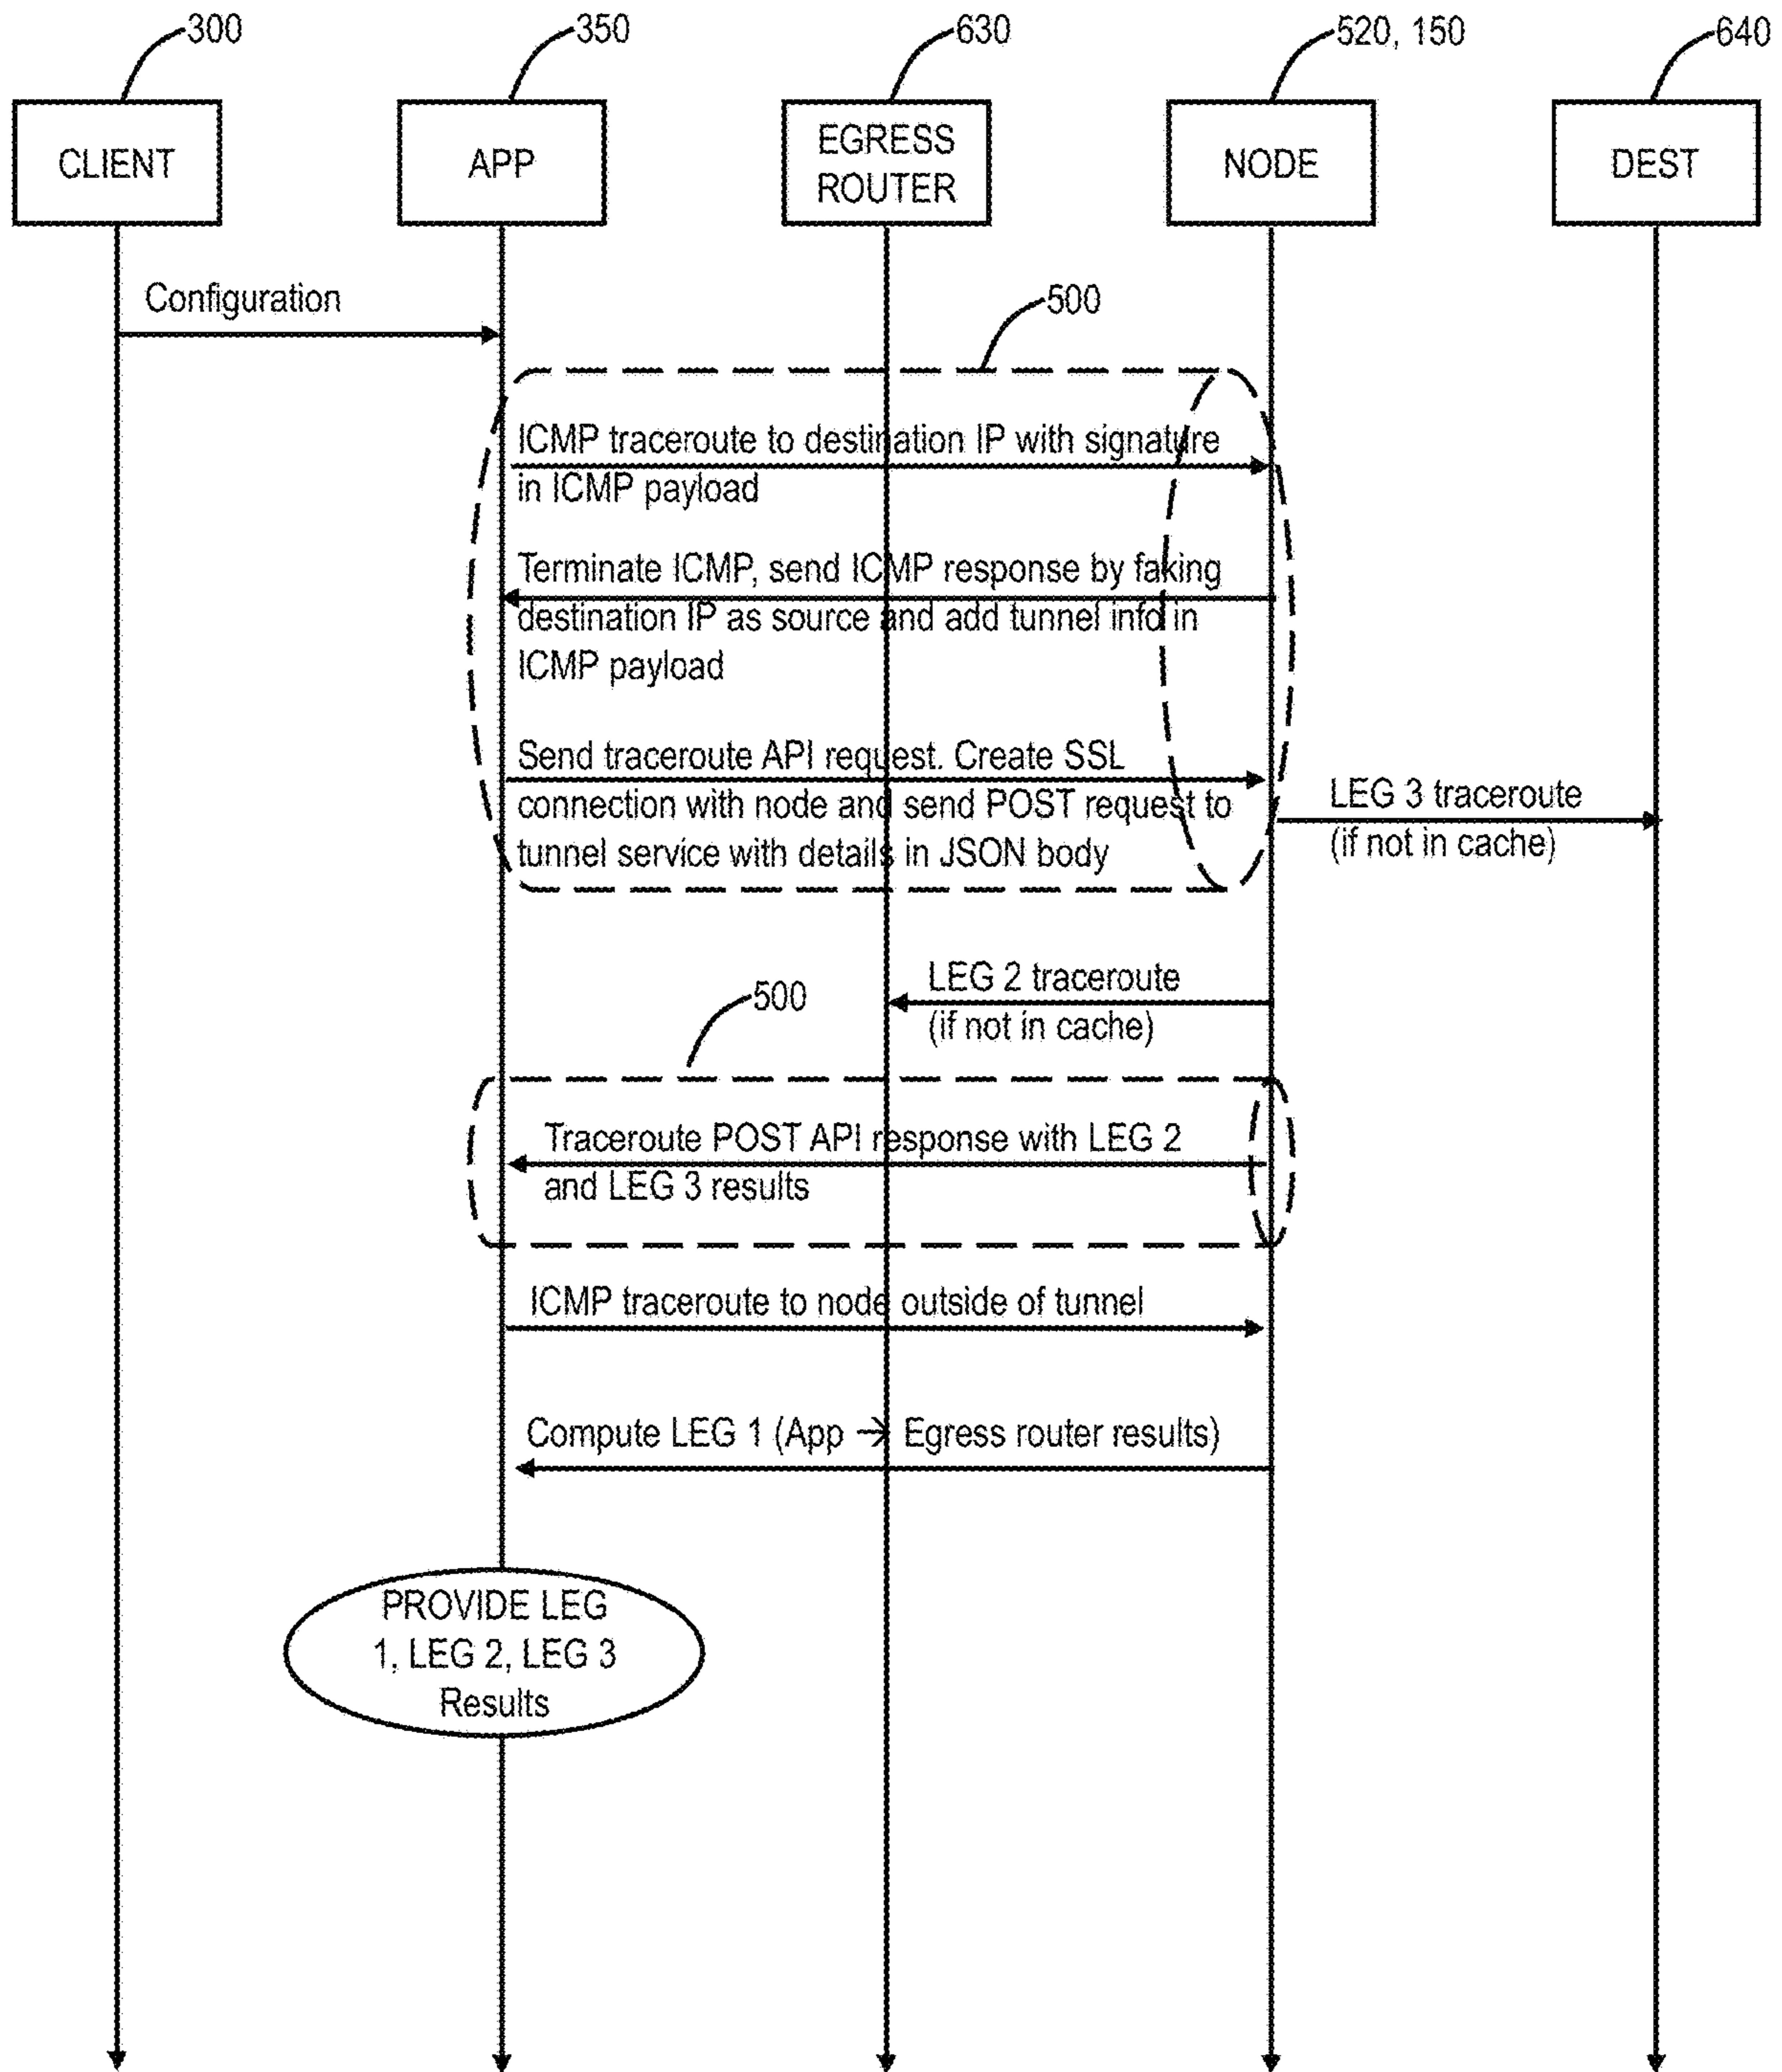 300
350
630
520, 150
640
CLIENT
APP
EGRESS
ROUTER
NODE
DEST
Configuration
500
ICMP traceroute to destination IP with signature
in ICMP payload
Terminate ICMP, send ICMP response by faking
destination IP as source and add tunnel info in
ICMP payload
Send traceroute API request. Create SSL
connection with node and send POST request to
tunnel service with details in JSON body
LEG 3 traceroute
(if not in cache)
LEG 2 traceroute
(if not in cache)
500
Traceroute POST API response with LEG 2
and LEG 3 results
ICMP traceroute to node outside of tunnel
Compute LEG 1 (App → Egress router results)
PROVIDE LEG
1, LEG 2, LEG 3
Results